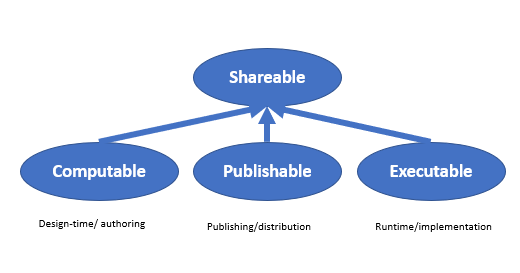 Shareable
Computable
Publishable
Executable
Design-time/ authoring
Publishing/distribution
Runtime/implementation